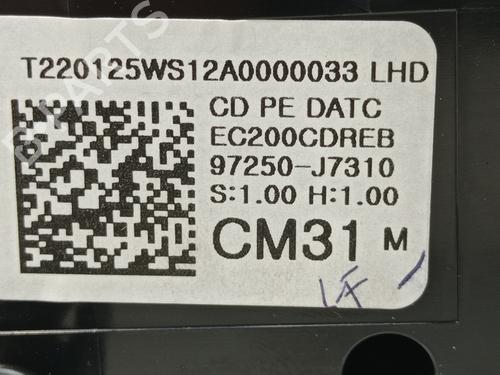 T220125WS12A0000033 LHD
CD PE DATC
EC200CDREB
97250-J7310
S:1.00 H:1.00
CM31 M